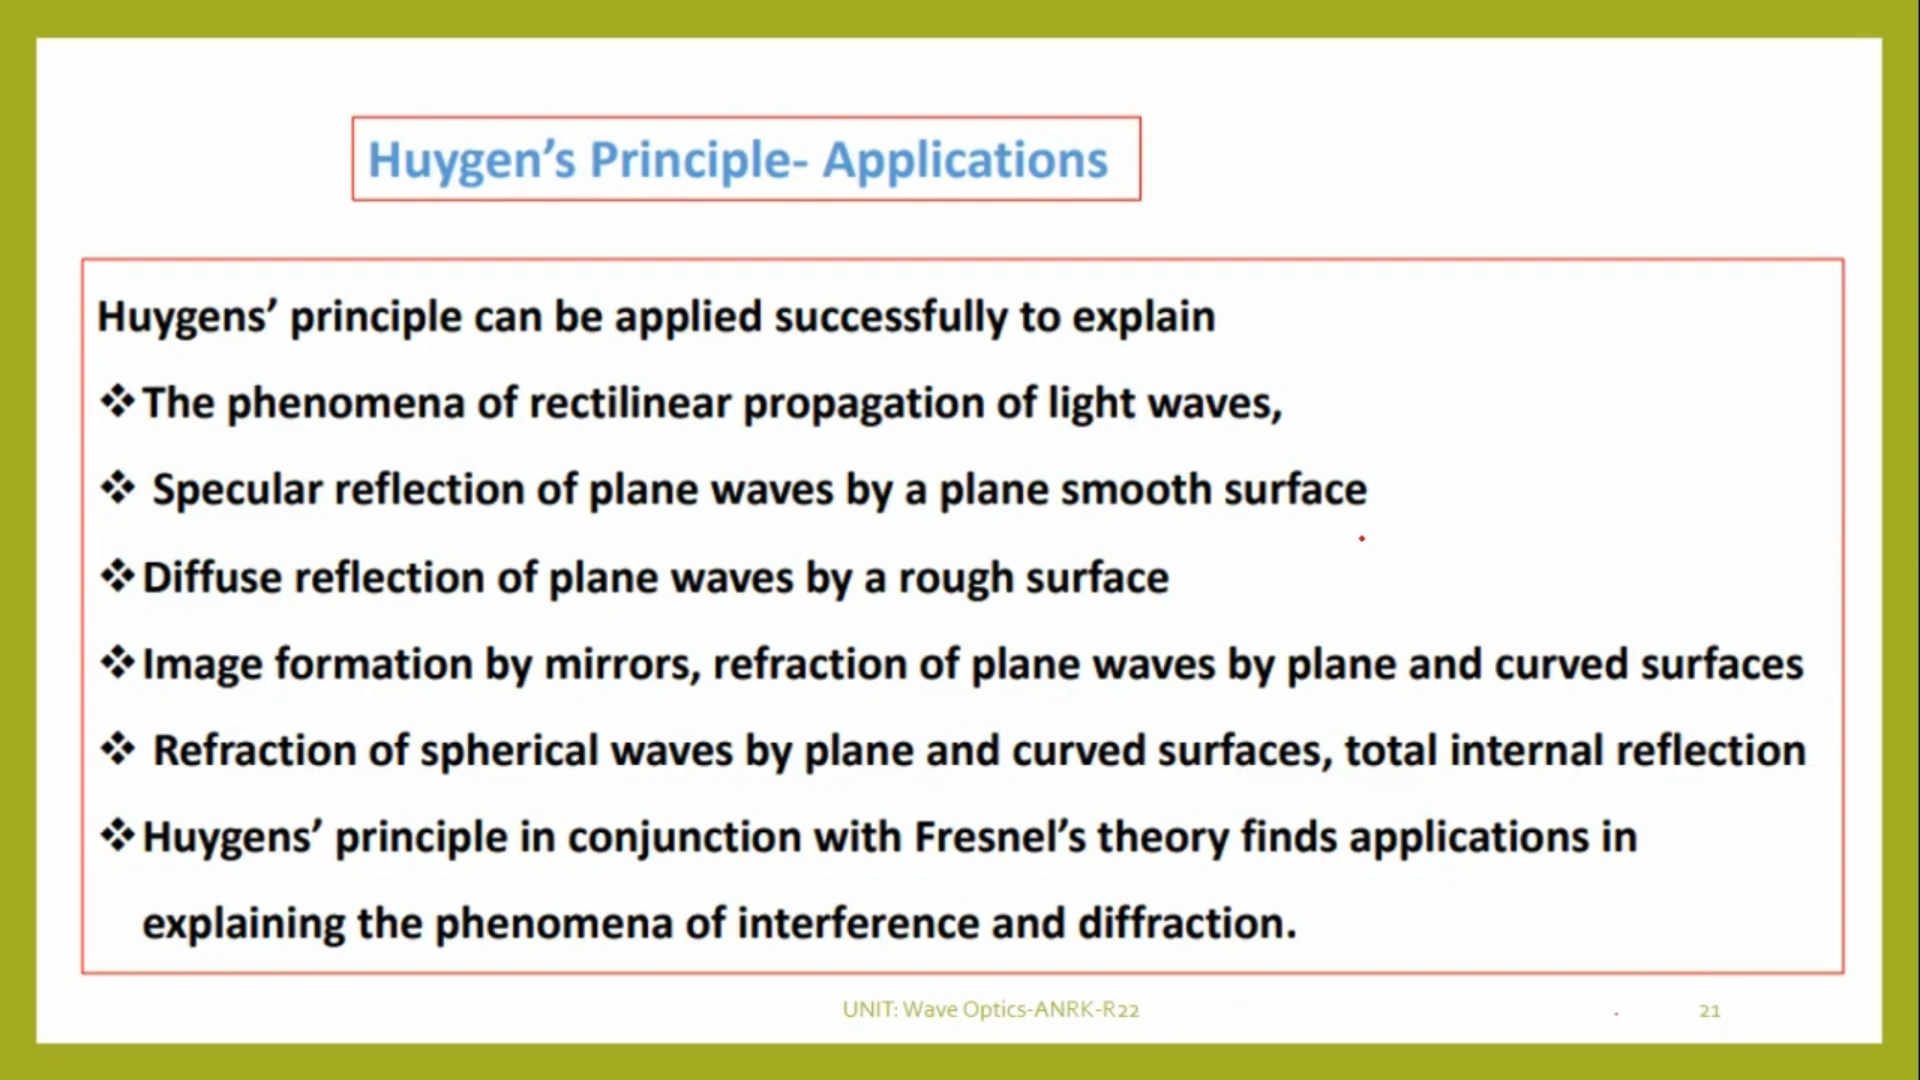 Huygen’s Principle- Applications
Huygens’ principle can be applied successfully to explain
❖The phenomena of rectilinear propagation of light waves,
❖ Specular reflection of plane waves by a plane smooth surface
❖Diffuse reflection of plane waves by a rough surface
❖Image formation by mirrors, refraction of plane waves by plane and curved surfaces
❖ Refraction of spherical waves by plane and curved surfaces, total internal reflection
❖Huygens’ principle in conjunction with Fresnel’s theory finds applications in
explaining the phenomena of interference and diffraction.
UNIT: Wave Optics-ANRK-R22
21